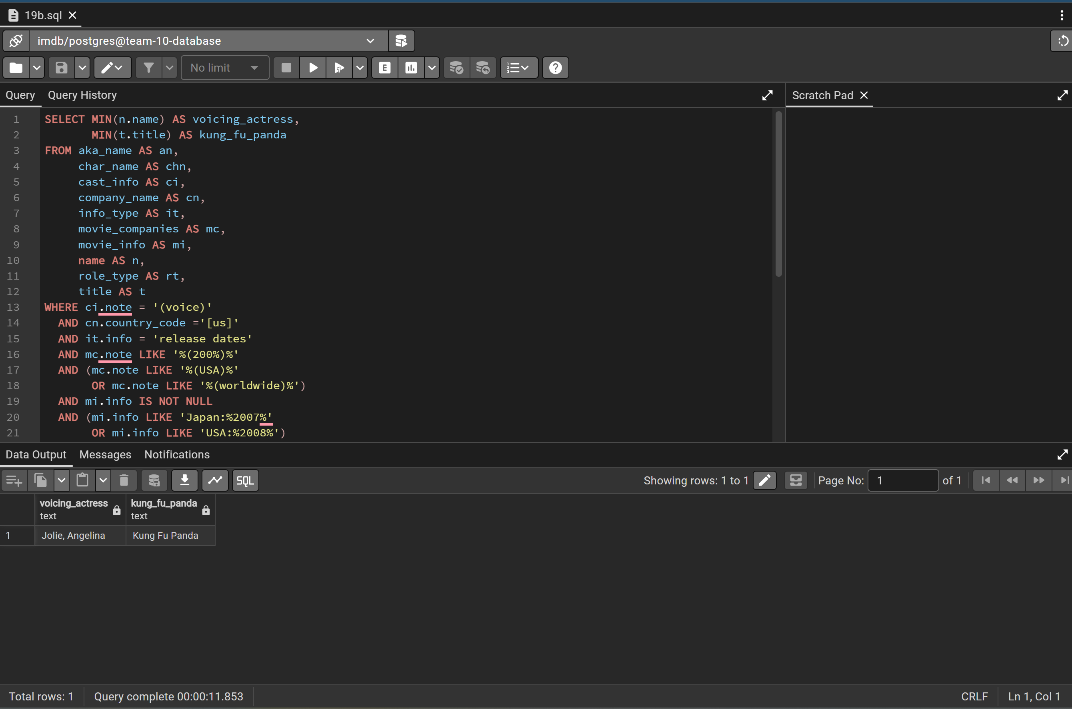 19b.sql
imdb/postgres@team-10-database
No limit
E
Query Query History
Scratch Pad
1 SELECT MIN(n.name) AS voicing_actress,
2 MIN(t.title) AS kung_fu_panda
3 FROM aka_name AS an,
4 char_name AS chn,
5 cast_info AS ci,
6 company_name AS cn,
7 info_type AS it,
8 movie_companies AS mc,
9 movie_info AS mi,
10 name AS n,
11 role_type AS rt,
12 title AS t
13 WHERE ci.note = '(voice)'
14 AND cn.country_code ='[us]'
15 AND it.info = 'release dates'
16 AND mc.note LIKE '%(200%)%'
17 AND (mc.note LIKE '%(USA)%'
18 OR mc.note LIKE '%(worldwide)%')
19 AND mi.info IS NOT NULL
20 AND (mi.info LIKE 'Japan:%2007%'
21 OR mi.info LIKE 'USA:%2008%')
Data Output Messages Notifications
SQL Showing rows: 1 to 1 Page No: 1 of 1
voicing_actress kung_fu_panda
text text
1 Jolie, Angelina Kung Fu Panda
Total rows: 1 Query complete 00:00:11.853 CRLF Ln 1, Col 1